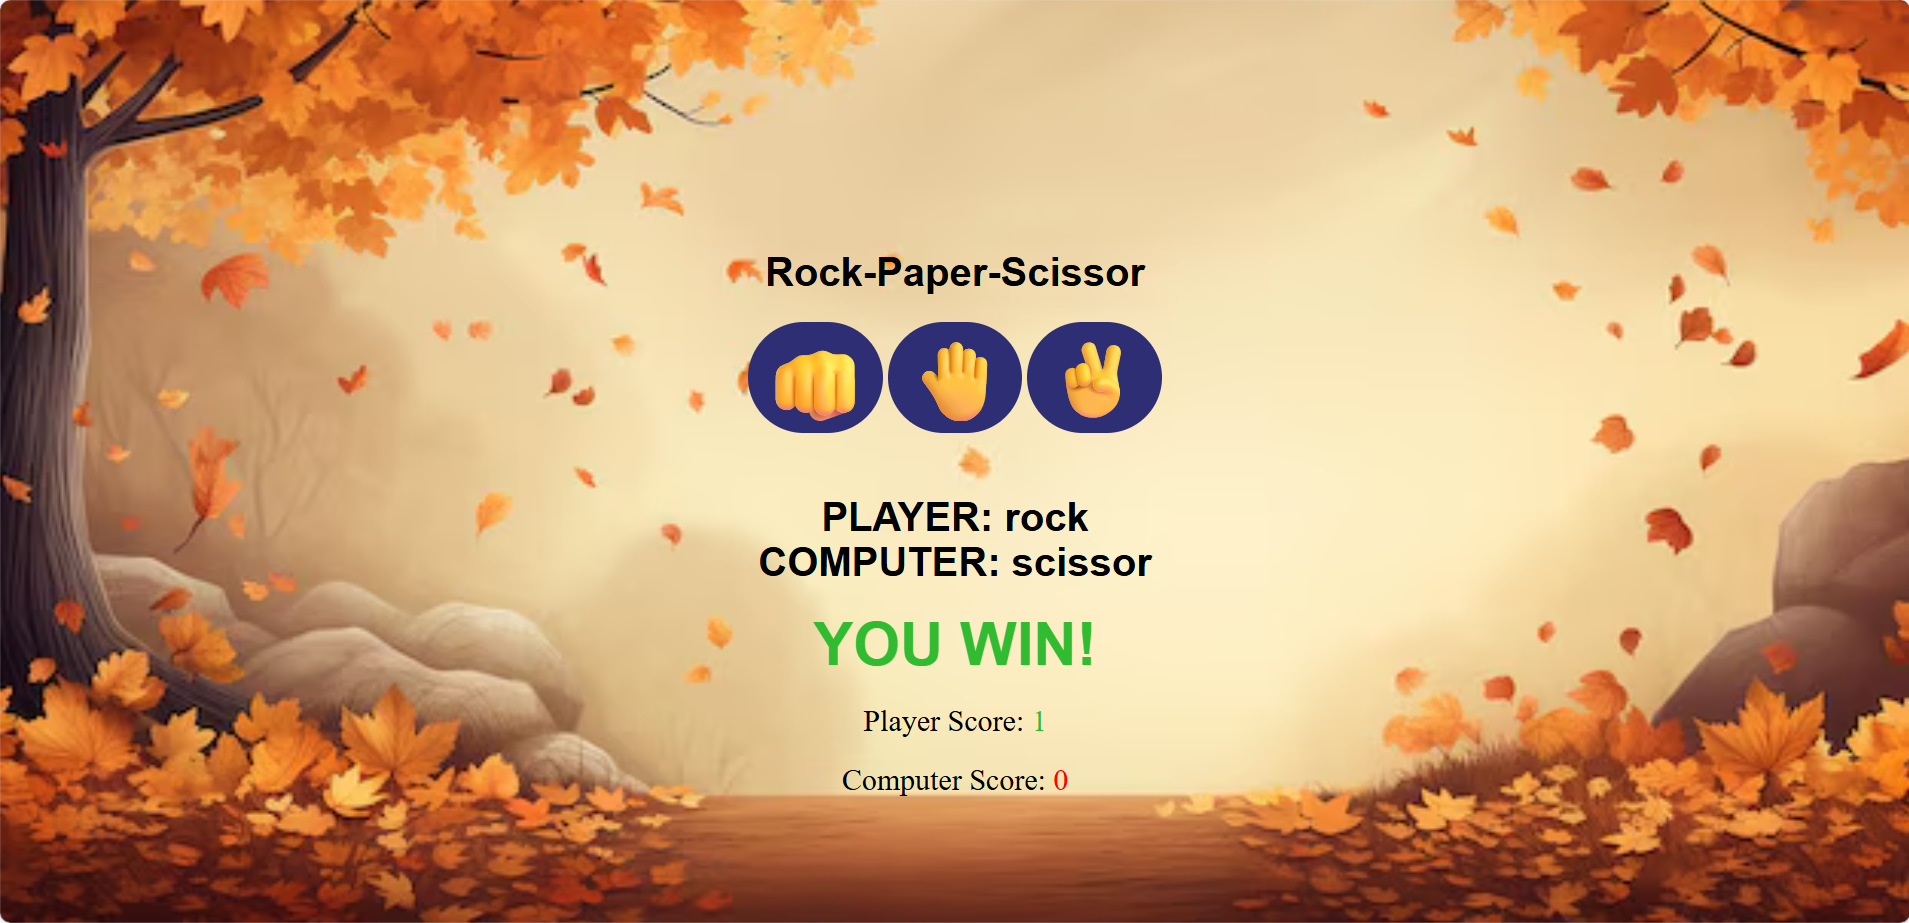 Rock-Paper-Scissor
PLAYER: rock
COMPUTER: scissor
YOU WIN!
Player Score: 1
Computer Score: 0